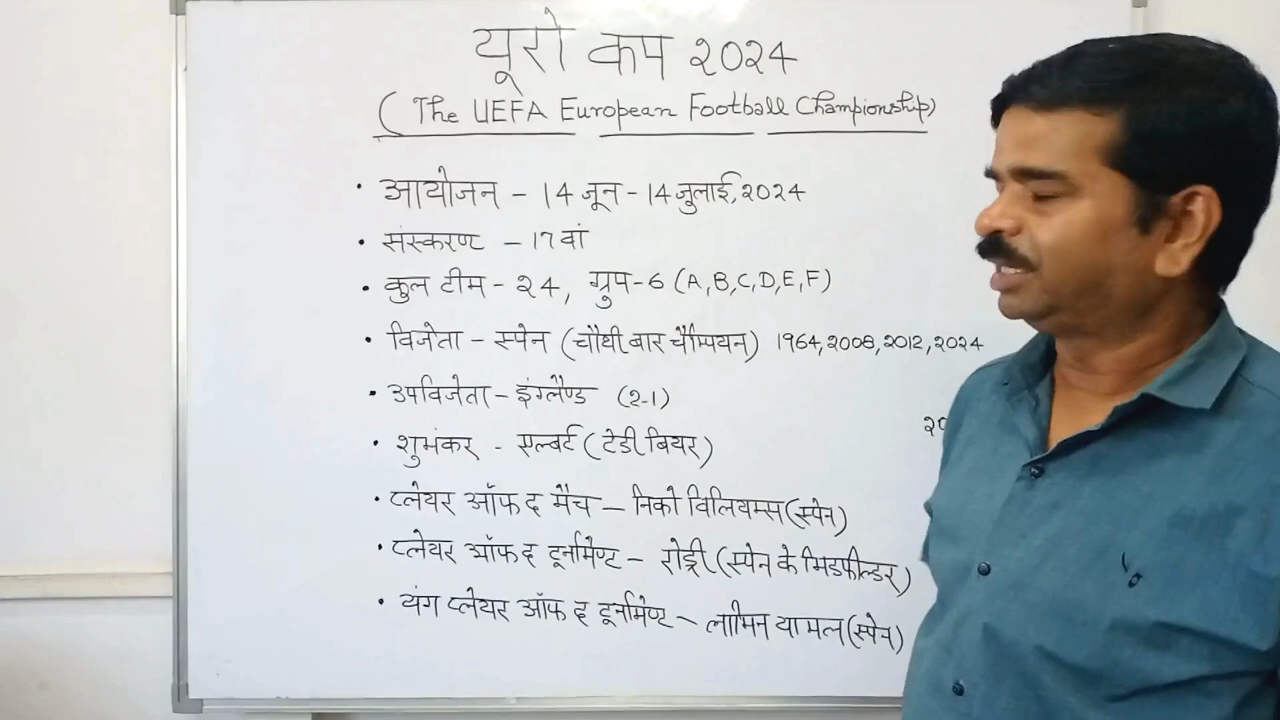 यूरो कप 2024
(The UEFA European Football Championship)
• आयोजन – 14 जून – 14 जुलाई, 2024
• संस्करण – 17 वां
• कुल टीम – 24, ग्रुप – 6 (A, B, C, D, E, F)
• विजेता – स्पेन (चौथी बार चैम्पियन) 1964, 2008, 2012, 2024
• उपविजेता – इंग्लैण्ड (2-1)
• शुभंकर - एल्बर्ट (टेडी बियर)
• प्लेयर ऑफ द मैच – निको विलियम्स (स्पेन)
• प्लेयर ऑफ द टूर्नामेण्ट – रोड्री (स्पेन के मिडफील्डर)
• यंग प्लेयर ऑफ द टूर्नामेण्ट – लामिन यामल (स्पेन)